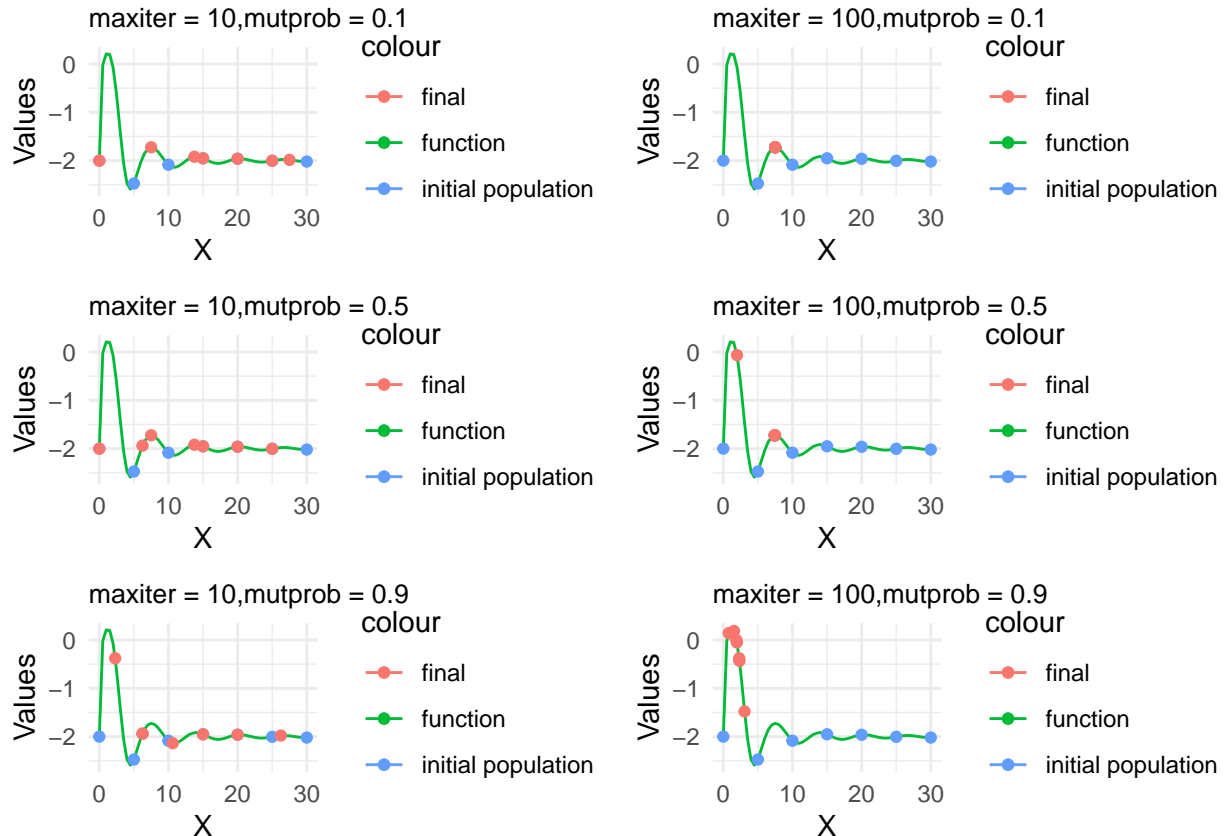 maxiter = 10,mutprob = 0.1
colour
Values
0
−1
−2
final
function
initial population
0 10 20 30
X
maxiter = 100,mutprob = 0.1
colour
Values
0
−1
−2
final
function
initial population
0 10 20 30
X
maxiter = 10,mutprob = 0.5
colour
Values
0
−1
−2
final
function
initial population
0 10 20 30
X
maxiter = 100,mutprob = 0.5
colour
Values
0
−1
−2
final
function
initial population
0 10 20 30
X
maxiter = 10,mutprob = 0.9
colour
Values
0
−1
−2
final
function
initial population
0 10 20 30
X
maxiter = 100,mutprob = 0.9
colour
Values
0
−1
−2
final
function
initial population
0 10 20 30
X